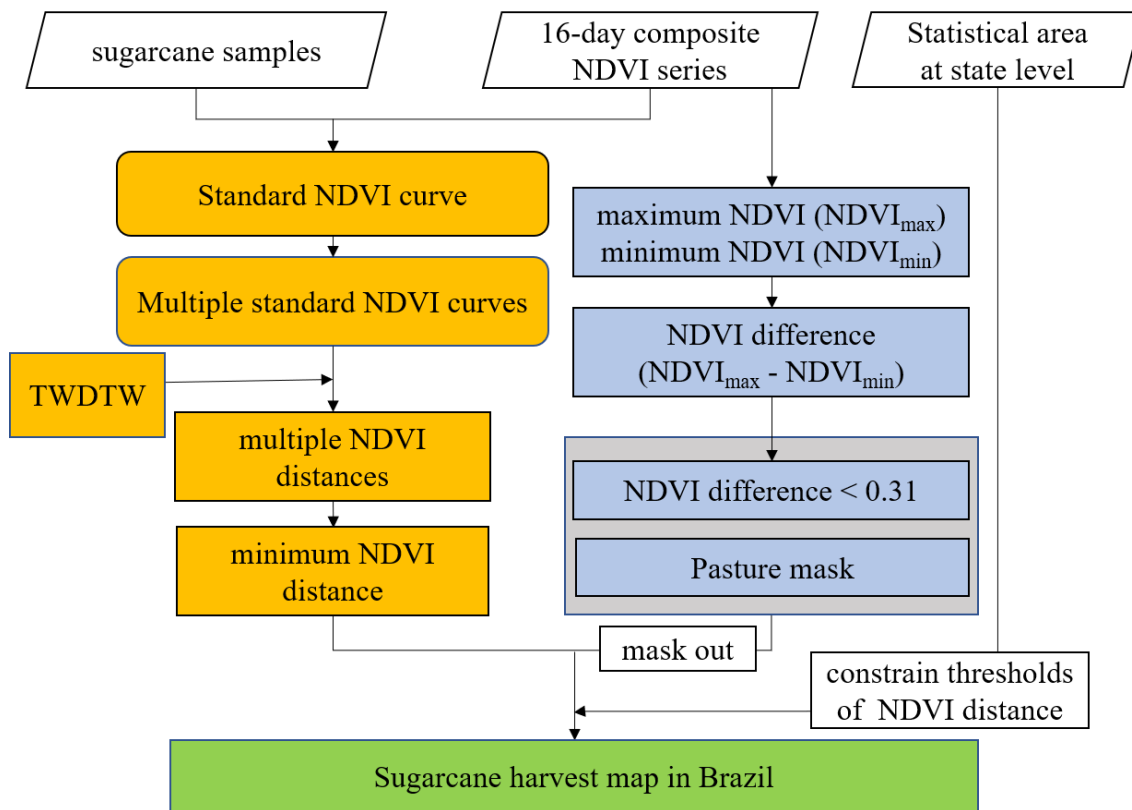 sugarcane samples
16-day composite
NDVI series
Statistical area
at state level
Standard NDVI curve
Multiple standard NDVI curves
TWDTW
multiple NDVI
distances
minimum NDVI
distance
maximum NDVI (NDVImax)
minimum NDVI (NDVImin)
NDVI difference
(NDVImax - NDVImin)
NDVI difference < 0.31
Pasture mask
mask out
constrain thresholds
of NDVI distance
Sugarcane harvest map in Brazil